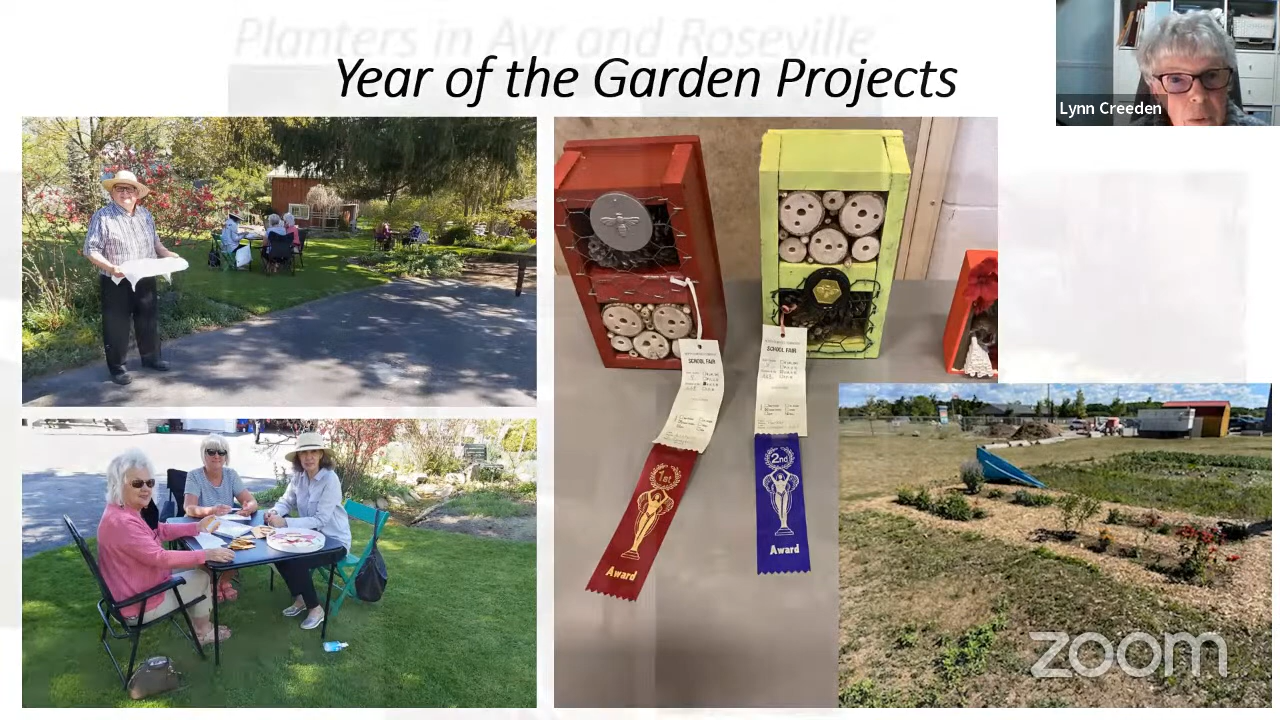 Planters in Ayr and Roseville
Year of the Garden Projects
Lynn Creeden
SCHOOL FAIR
SCHOOL FAIR
1st
Award
2nd
Award
zoom